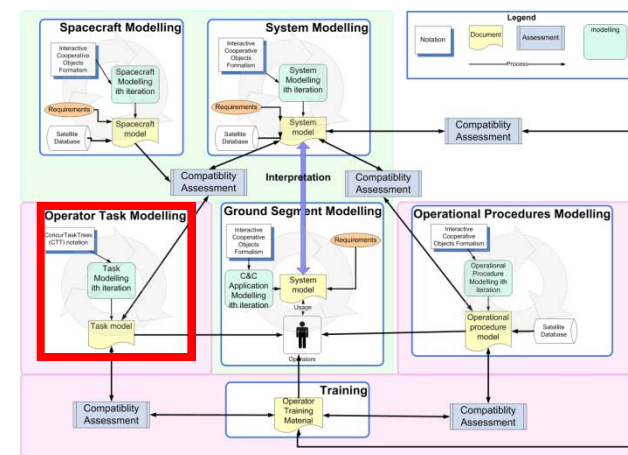 Spacecraft Modelling
Interactive
Cooperative
Objects
Formalism
Spacecraft
Modelling
ith iteration
Requirements
Satellite
Database
Spacecraft
model
System Modelling
Interactive
Cooperative
Objects
Formalism
System
Modelling
ith iteration
Requirements
Satellite
Database
System
model
Legend
Notation
Document
Assessment
modelling
Process
Compatiblity
Assessment
Compatiblity
Assessment
Interpretation
Compatiblity
Assessment
Operator Task Modelling
ConcurTaskTrees
(CTT) notation
Task
Modelling
ith iteration
Task model
Ground Segment Modelling
Interactive
Cooperative
Objects
Formalism
Requirements
C&C
Application
Modelling
ith iteration
System
model
Usage
Operators
Operational Procedures Modelling
Interactive
Cooperative
Objects Formalism
Operational
Procedure
Modelling ith
iteration
Operational
procedure
model
Satellite
Database
Training
Compatiblity
Assessment
Operator
Training
Material
Compatiblity
Assessment